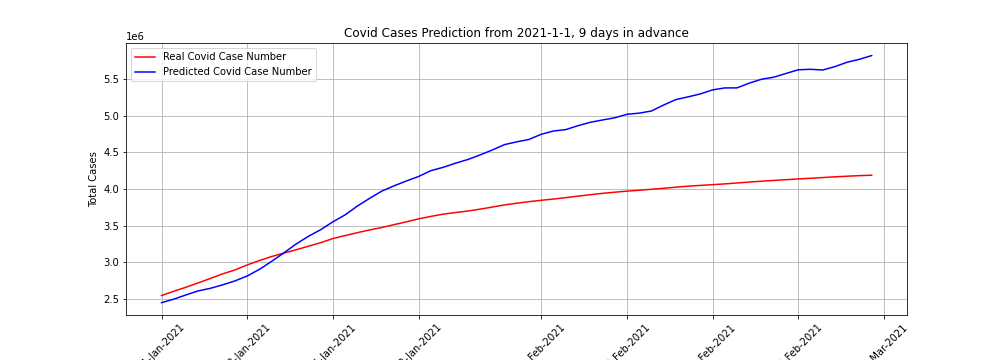 Covid Cases Prediction from 2021-1-1, 9 days in advance
1e6
Real Covid Case Number
Predicted Covid Case Number
5.5
5.0
4.5
4.0
3.5
3.0
2.5
Total Cases
-Jan-2021
-Jan-2021
-Jan-2021
-Jan-2021
Feb-2021
-Feb-2021
-Feb-2021
-Feb-2021
Mar-2021